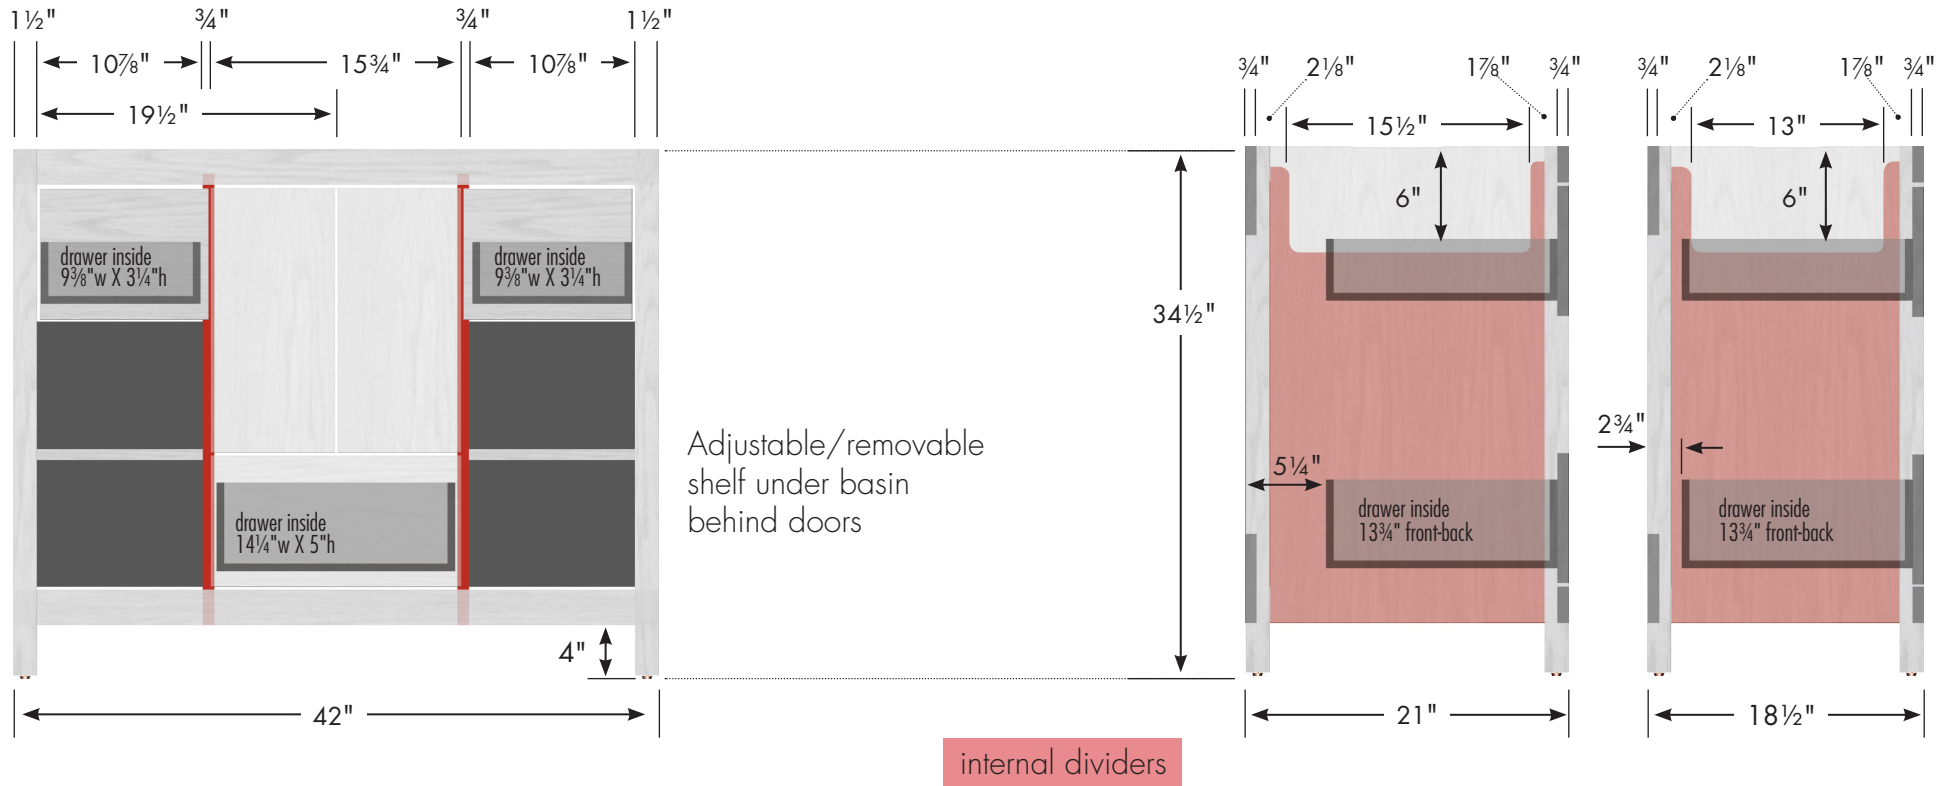 1½" ¾" ¾" 1½"
10⅞" 15¾" 10⅞"
19½"
¾" 2⅛" 1⅞" ¾"
¾" 2⅛" 1⅞" ¾"
15½"
13"
6"
6"
drawer inside
9⅜"w X 3¼"h
drawer inside
9⅜"w X 3¼"h
34½"
Adjustable/removable
shelf under basin
behind doors
2¾"
5¼"
drawer inside
14¼"w X 5"h
drawer inside
13¾" front-back
drawer inside
13¾" front-back
4"
42"
21"
18½"
internal dividers